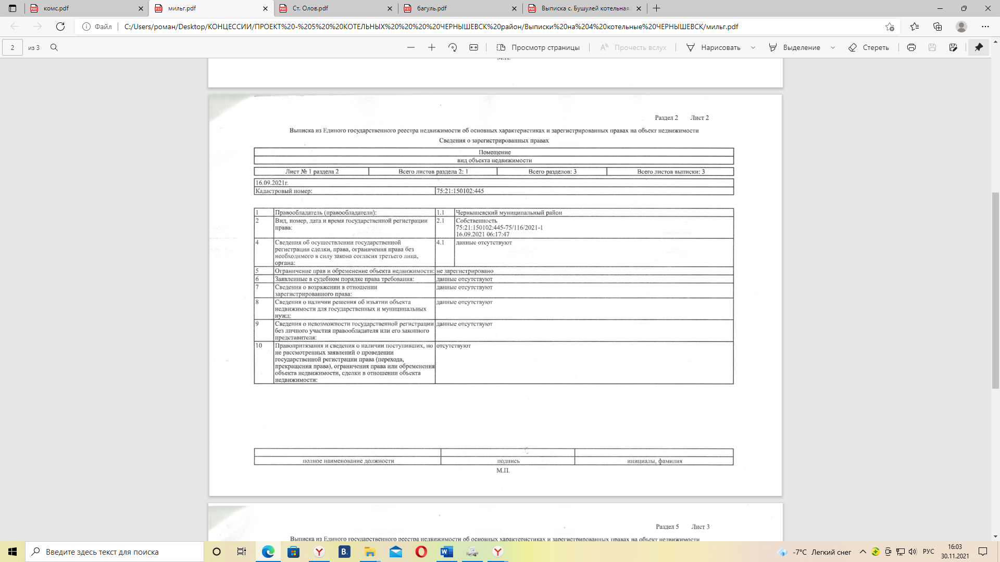 комс.pdf
мильг.pdf
Ст. Олов.pdf
багуль.pdf
Выписка с. Бушулей котельная.
Файл
C:/Users/роман/Desktop/КОНЦЕССИИ/ПРОЕКТ%20-%205%20%20КОТЕЛЬНЫХ%20%20%20%20ЧЕРНЫШЕВСК%20район/Выписки%20на%204%20котельные%20ЧЕРНЫШЕВСК/мильг.pdf
2 из 3
Просмотр страницы
Прочесть вслух
Нарисовать
Выделение
Стереть
М.П.
Раздел 2 Лист 2
Выписка из Единого государственного реестра недвижимости об основных характеристиках и зарегистрированных правах на объект недвижимости
Сведения о зарегистрированных правах
Помещение
вид объекта недвижимости
Лист № 1 раздела 2 Всего листов раздела 2: 1 Всего разделов: 3 Всего листов выписки: 3
16.09.2021г.
Кадастровый номер: 75:21:150102:445
1 Правообладатель (правообладатели): 1.1 Чернышевский муниципальный район
2 Вид, номер, дата и время государственной регистрации 2.1 Собственность
права: 75:21:150102:445-75/116/2021-1
16.09.2021 06:17:47
4 Сведения об осуществлении государственной 4.1 данные отсутствуют
регистрации сделки, права, ограничения права без
необходимого в силу закона согласия третьего лица,
органа:
5 Ограничение прав и обременение объекта недвижимости: не зарегистрировано
6 Заявленные в судебном порядке права требования: данные отсутствуют
7 Сведения о возражении в отношении данные отсутствуют
зарегистрированного права:
8 Сведения о наличии решения об изъятии объекта данные отсутствуют
недвижимости для государственных и муниципальных
нужд:
9 Сведения о невозможности государственной регистрации данные отсутствуют
без личного участия правообладателя или его законного
представителя:
10 Правопритязания и сведения о наличии поступивших, но отсутствуют
не рассмотренных заявлений о проведении
государственной регистрации права (перехода,
прекращения права), ограничения права или обременения
объекта недвижимости, сделки в отношении объекта
недвижимости:
полное наименование должности подпись инициалы, фамилия
М.П.
Раздел 5 Лист 3
Выписка из Единого государственного реестра недвижимости об основных характеристиках и зарегистрированных правах на объект недвижимости
Введите здесь текст для поиска
-7°C Легкий снег
РУС
16:03
30.11.2021